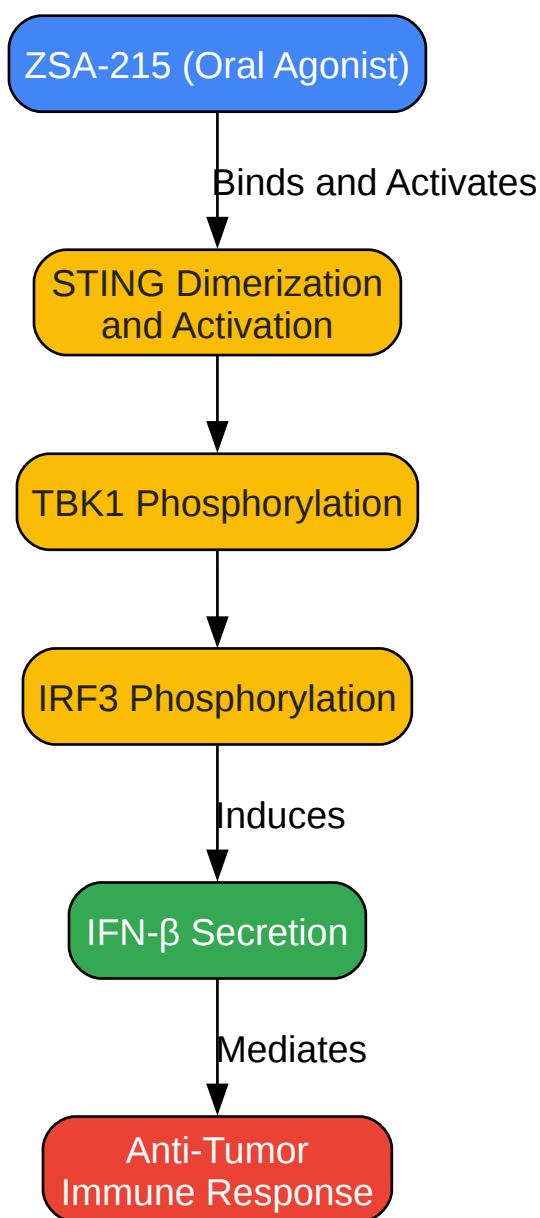 ZSA-215 (Oral Agonist)
Binds and Activates
STING Dimerization
and Activation
TBK1 Phosphorylation
IRF3 Phosphorylation
Induces
IFN-β Secretion
Mediates
Anti-Tumor
Immune Response